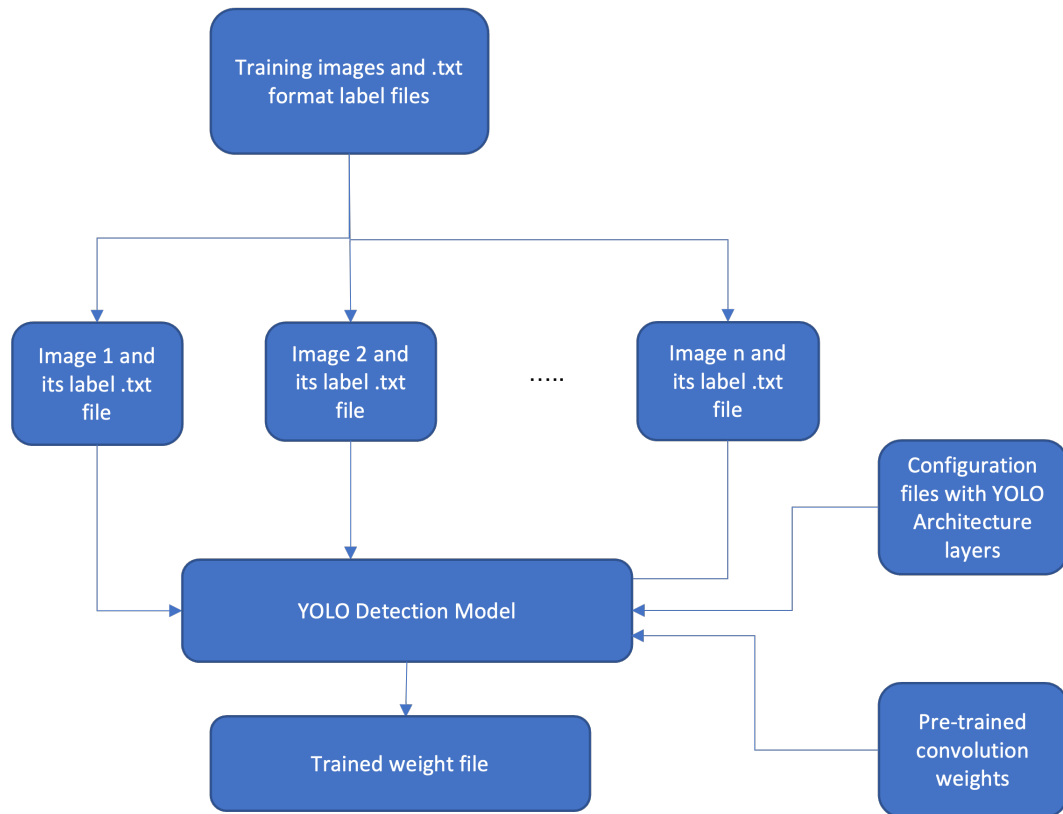 Training images and .txt
format label files
Image 1 and
its label .txt
file
Image 2 and
its label .txt
file
.....
Image n and
its label .txt
file
Configuration
files with YOLO
Architecture
layers
YOLO Detection Model
Trained weight file
Pre-trained
convolution
weights